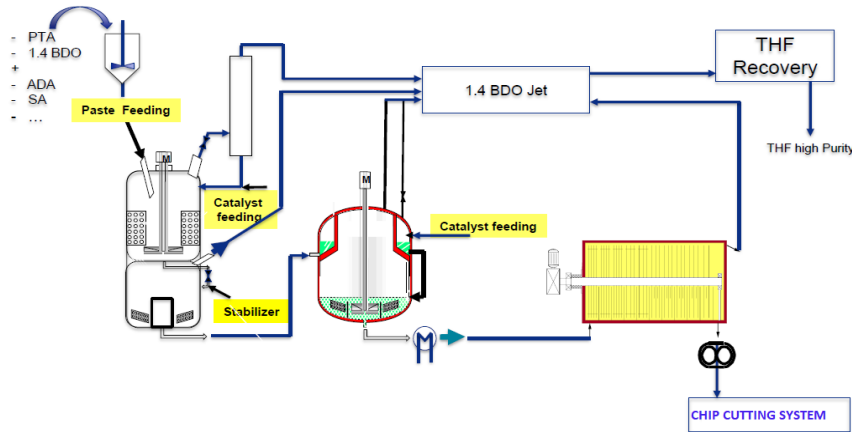 - PTA
- 1.4 BDO
+
- ADA
- SA
- ...
Paste Feeding
THF
Recovery
1.4 BDO Jet
THF high Purity
M
M
Catalyst
feeding
Catalyst feeding
Stabilizer
CHIP CUTTING SYSTEM